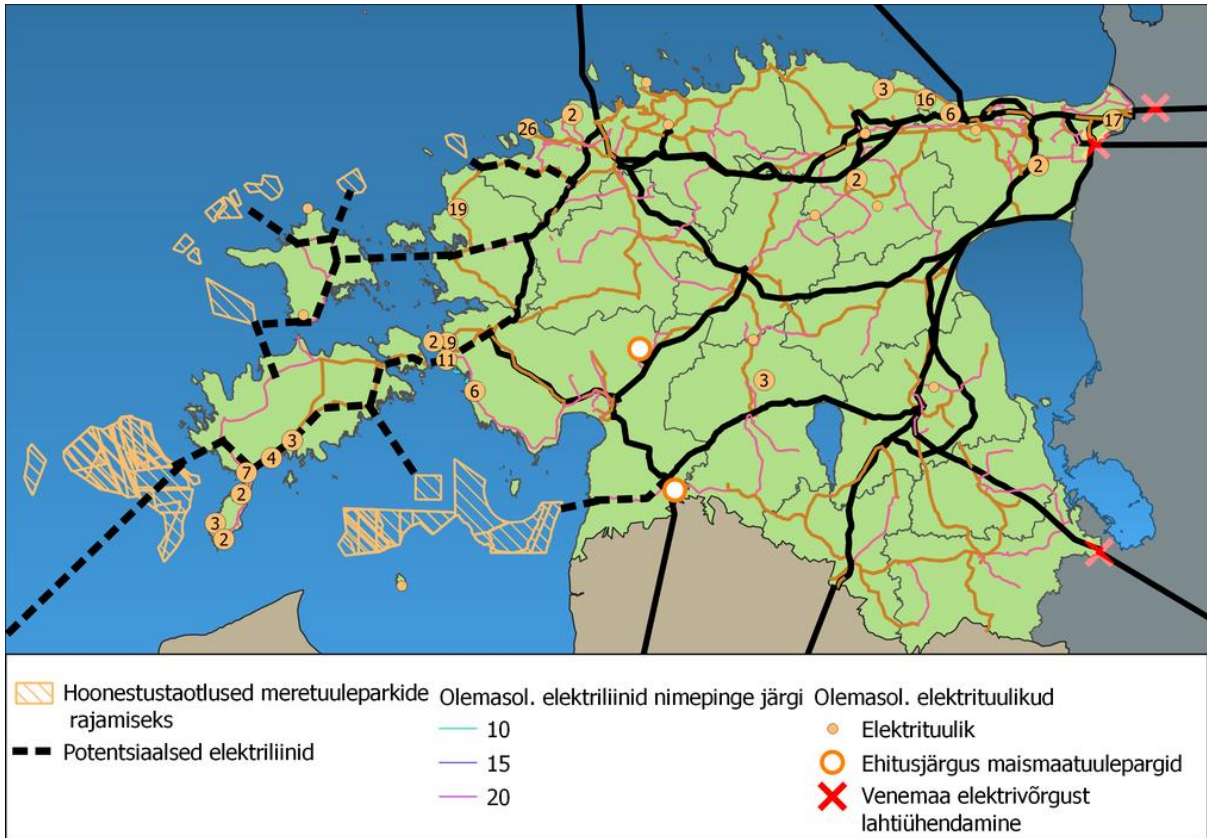 3
16
2
6
26
17
2
2
19
2
19
11
3
6
3
4
7
2
3
2
Hoonestustaotlused meretuuleparkide
rajamiseks
Potentsiaalsed elektriliinid
Olemasol. elektriliinid nimepinge järgi
10
15
20
Olemasol. elektrituulikud
Elektrituulik
Ehitusjärgus maismaatuulepargid
Venemaa elektrivõrgust
lahtiühendamine